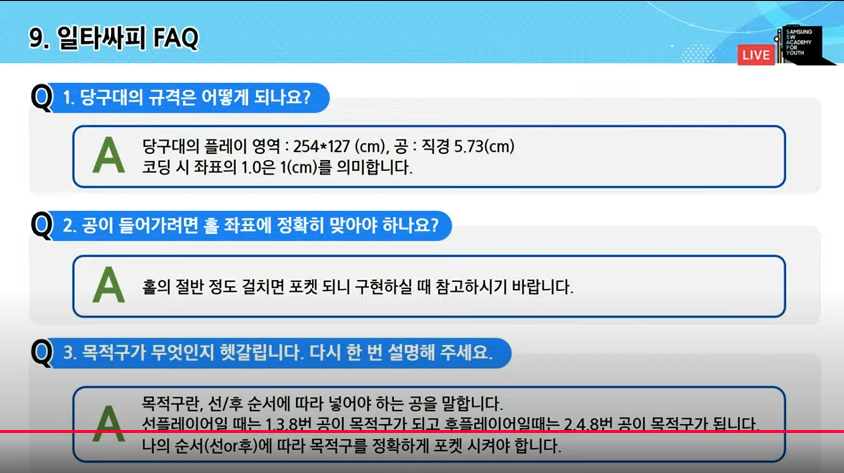 9. 일타싸피 FAQ
LIVE
SAMSUNG
SW
ACADEMY
FOR
YOUTH
Q 1. 당구대의 규격은 어떻게 되나요?
A
당구대의 플레이 영역 : 254*127 (cm), 공 : 직경 5.73(cm)
코딩 시 좌표의 1.0은 1(cm)를 의미합니다.
Q 2. 공이 들어가려면 홀 좌표에 정확히 맞아야 하나요?
A
홀의 절반 정도 걸치면 포켓 되니 구현하실 때 참고하시기 바랍니다.
Q 3. 목적구가 무엇인지 헷갈립니다. 다시 한 번 설명해 주세요.
A
목적구란, 선/후 순서에 따라 넣어야 하는 공을 말합니다.
선플레이어일 때는 1,3,8번 공이 목적구가 되고 후플레이어일때는 2,4,8번 공이 목적구가 됩니다.
나의 순서(선or후)에 따라 목적구를 정확하게 포켓 시켜야 합니다.